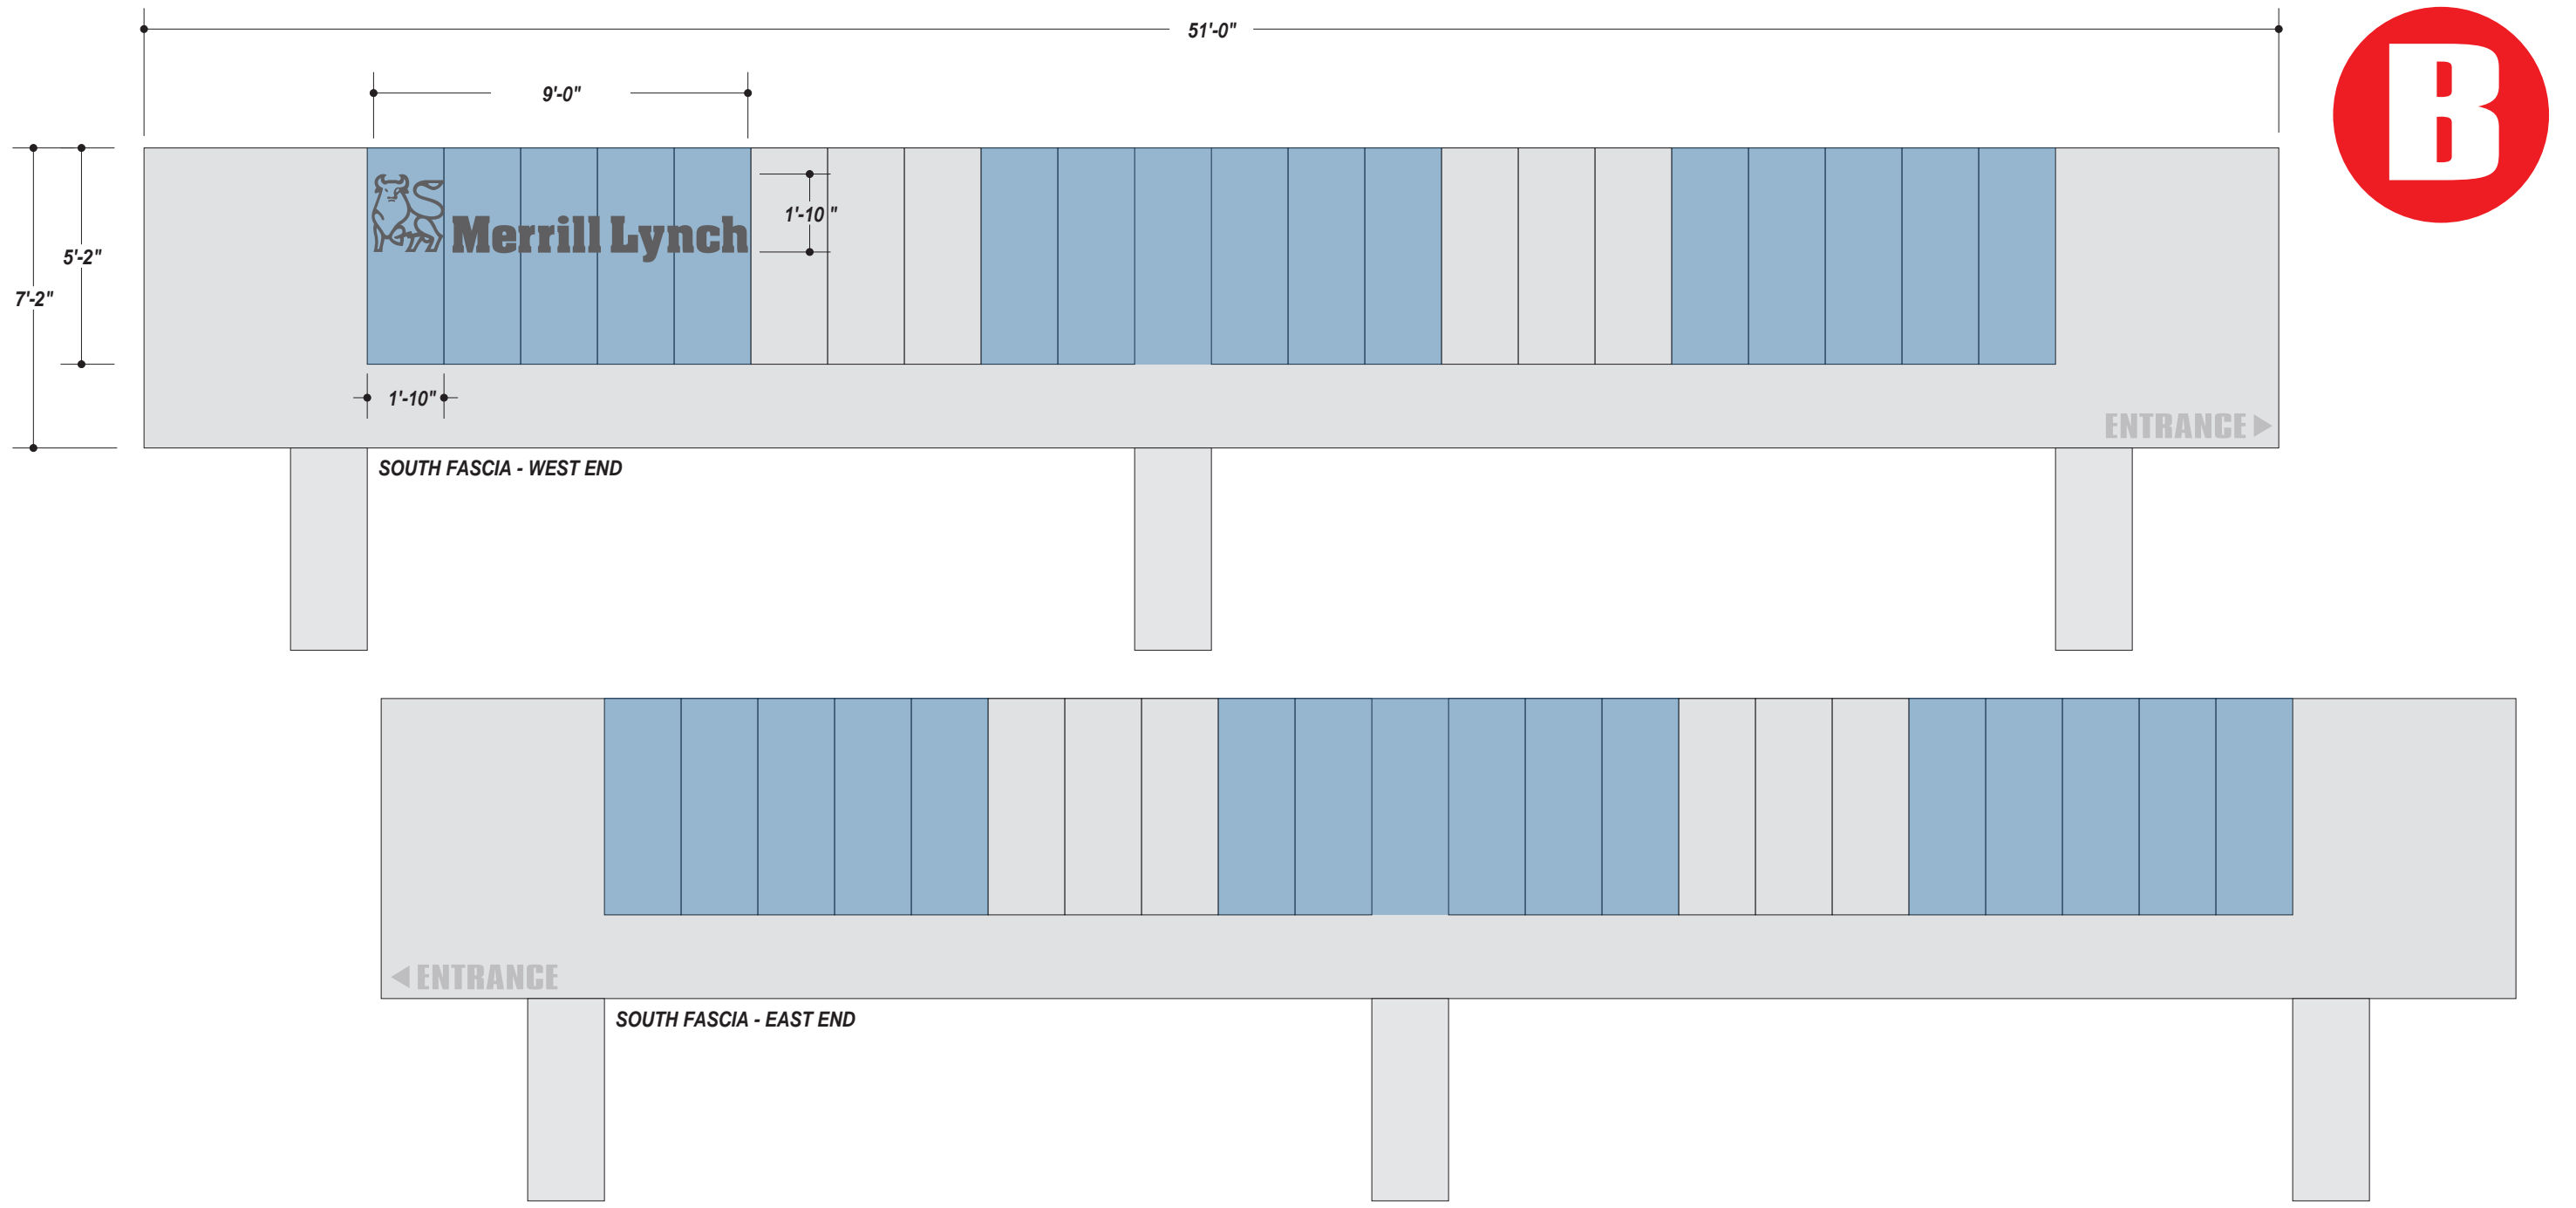 51'-0"
B
9'-0"
Merrill Lynch
1'-10"
5'-2"
7'-2"
1'-10"
ENTRANCE
SOUTH FASCIA - WEST END
ENTRANCE
SOUTH FASCIA - EAST END